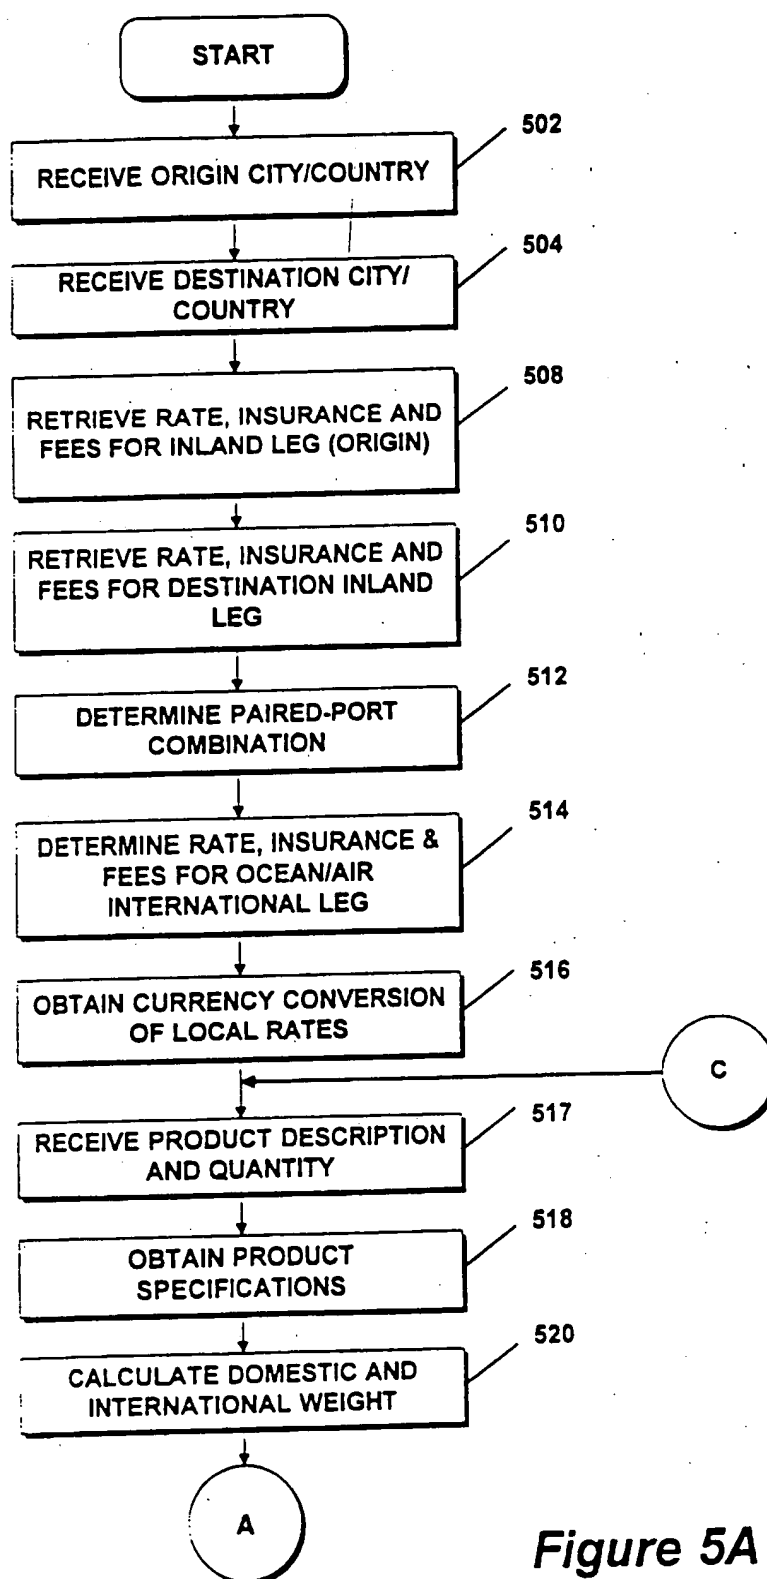 START
502
RECEIVE ORIGIN CITY/COUNTRY
504
RECEIVE DESTINATION CITY/
COUNTRY
508
RETRIEVE RATE, INSURANCE AND
FEES FOR INLAND LEG (ORIGIN)
510
RETRIEVE RATE, INSURANCE AND
FEES FOR DESTINATION INLAND
LEG
512
DETERMINE PAIRED-PORT
COMBINATION
514
DETERMINE RATE, INSURANCE &
FEES FOR OCEAN/AIR
INTERNATIONAL LEG
516
OBTAIN CURRENCY CONVERSION
OF LOCAL RATES
C
517
RECEIVE PRODUCT DESCRIPTION
AND QUANTITY
518
OBTAIN PRODUCT
SPECIFICATIONS
520
CALCULATE DOMESTIC AND
INTERNATIONAL WEIGHT
A
Figure 5A